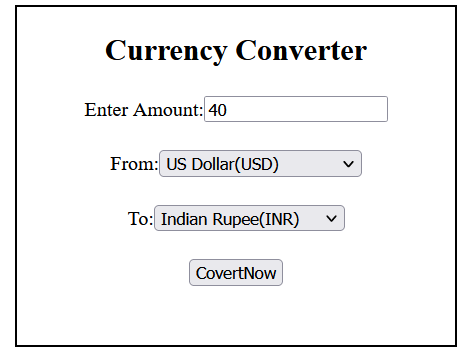 Currency Converter
Enter Amount:40
From:US Dollar(USD)
To:Indian Rupee(INR)
CovertNow